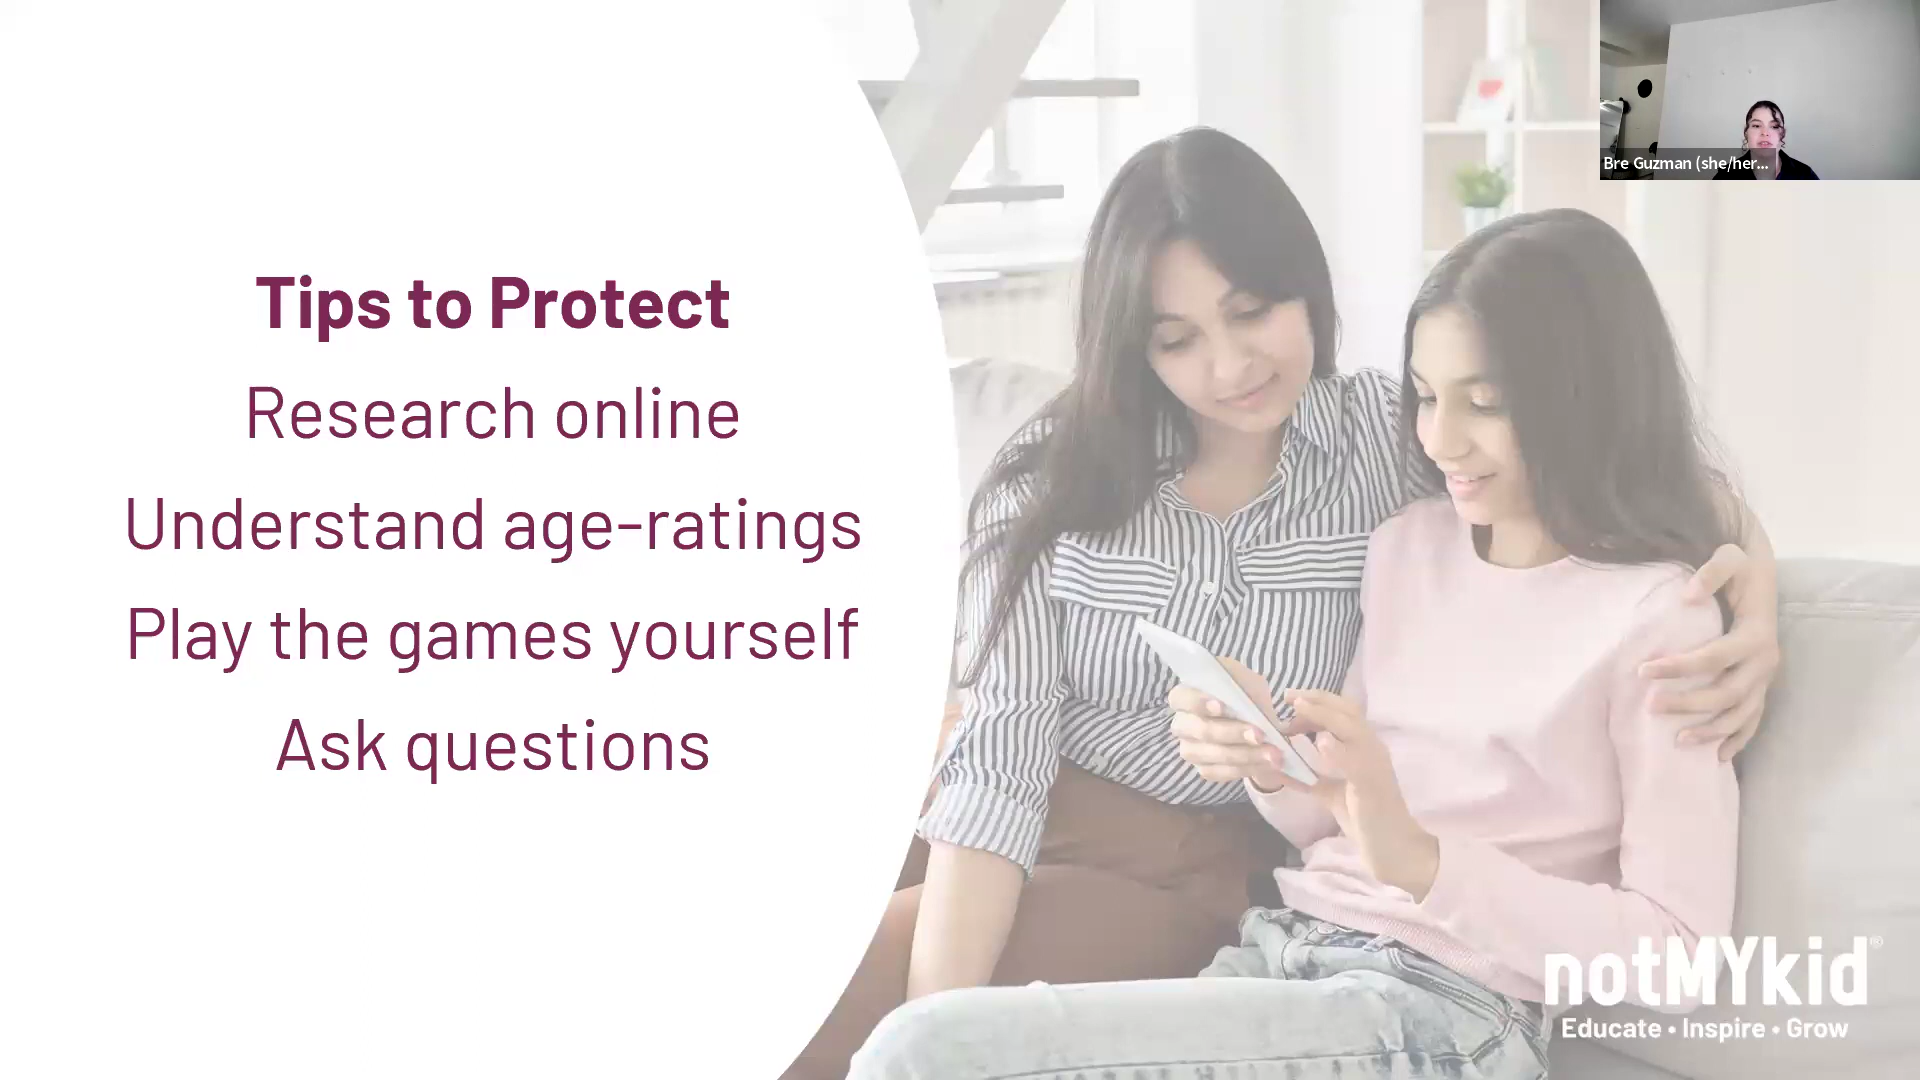 Tips to Protect
Research online
Understand age-ratings
Play the games yourself
Ask questions
Bre Guzman (she/her...
notMYkid®
Educate • Inspire • Grow